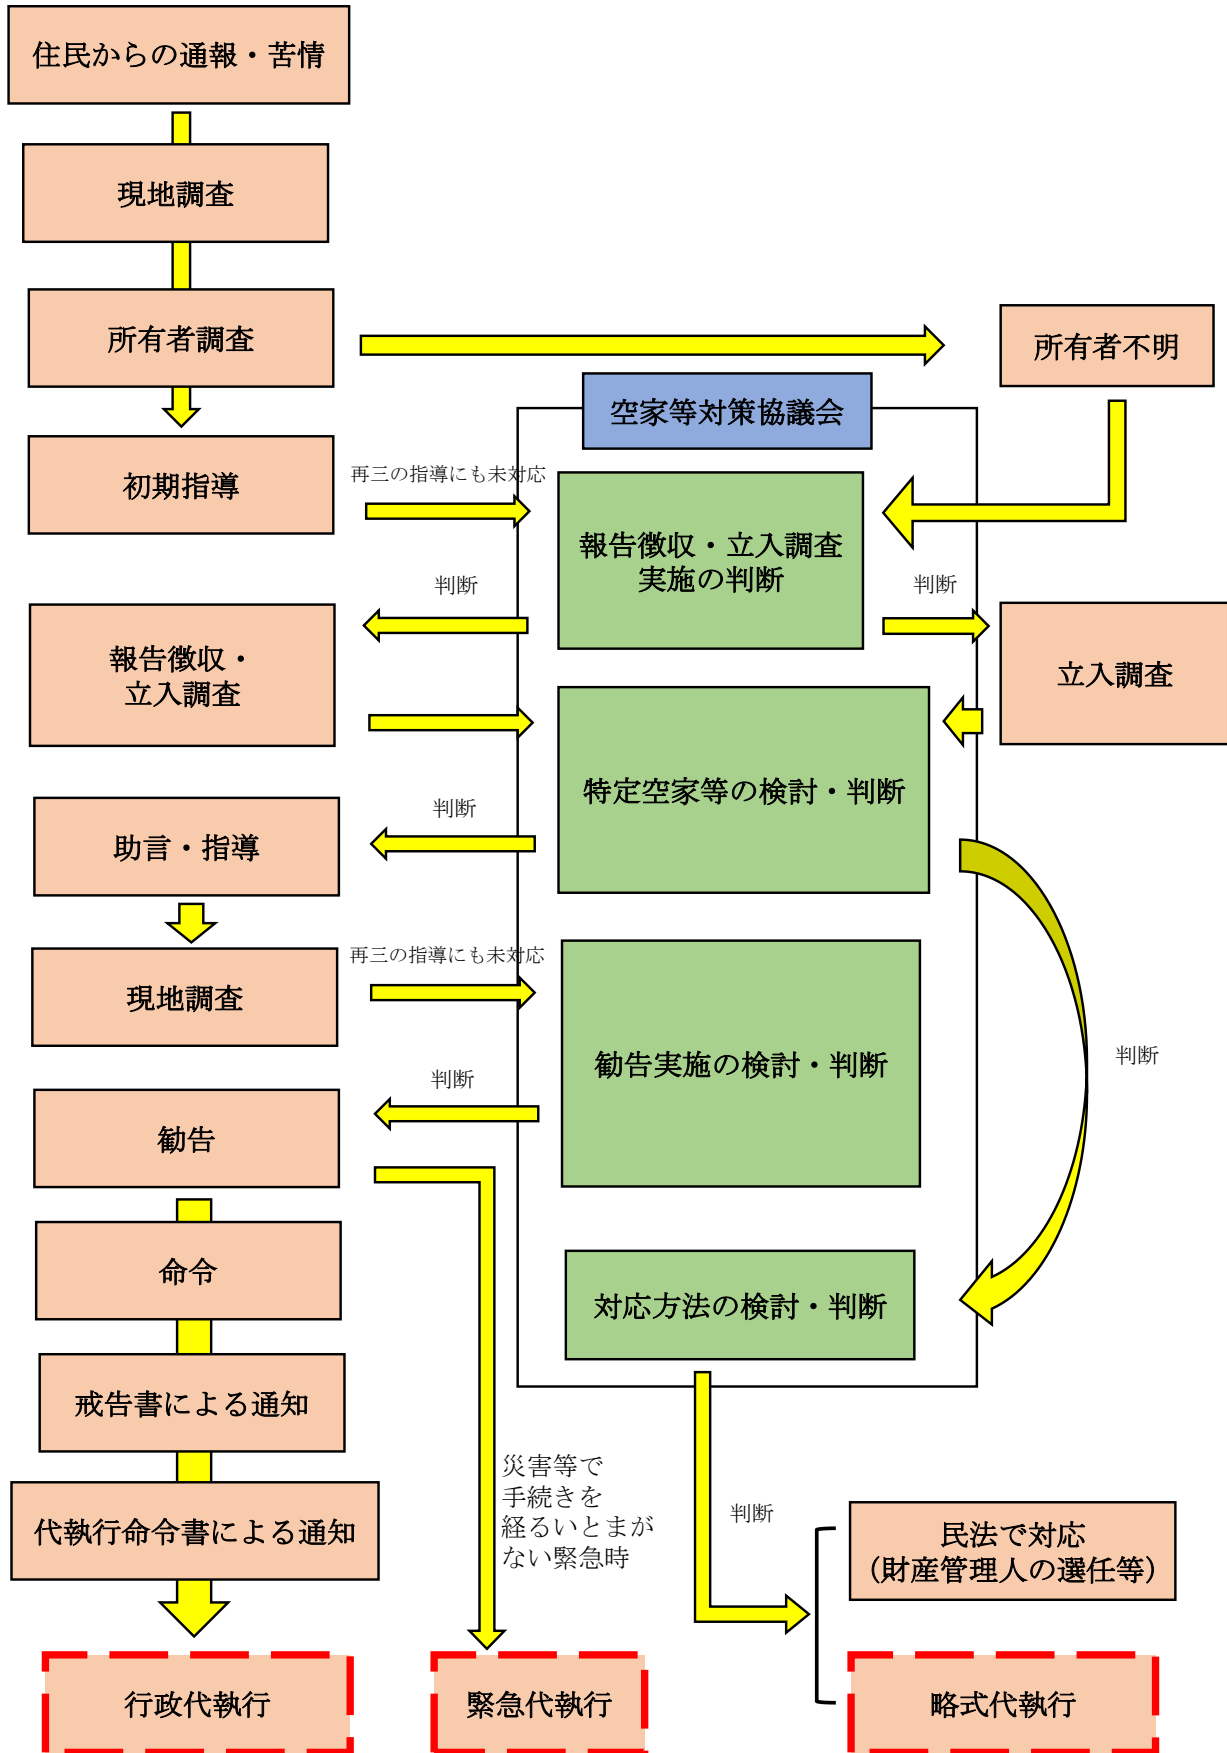 住民からの通報・苦情
現地調査
所有者調査
所有者不明
空家等対策協議会
初期指導
再三の指導にも未対応
報告徴収・立入調査
実施の判断
判断
判断
報告徴収・
立入調査
立入調査
特定空家等の検討・判断
判断
助言・指導
現地調査
再三の指導にも未対応
勧告実施の検討・判断
判断
判断
勧告
命令
対応方法の検討・判断
戒告書による通知
代執行命令書による通知
災害等で
手続きを
経るいとまが
ない緊急時
判断
民法で対応
（財産管理人の選任等）
行政代執行
緊急代執行
略式代執行